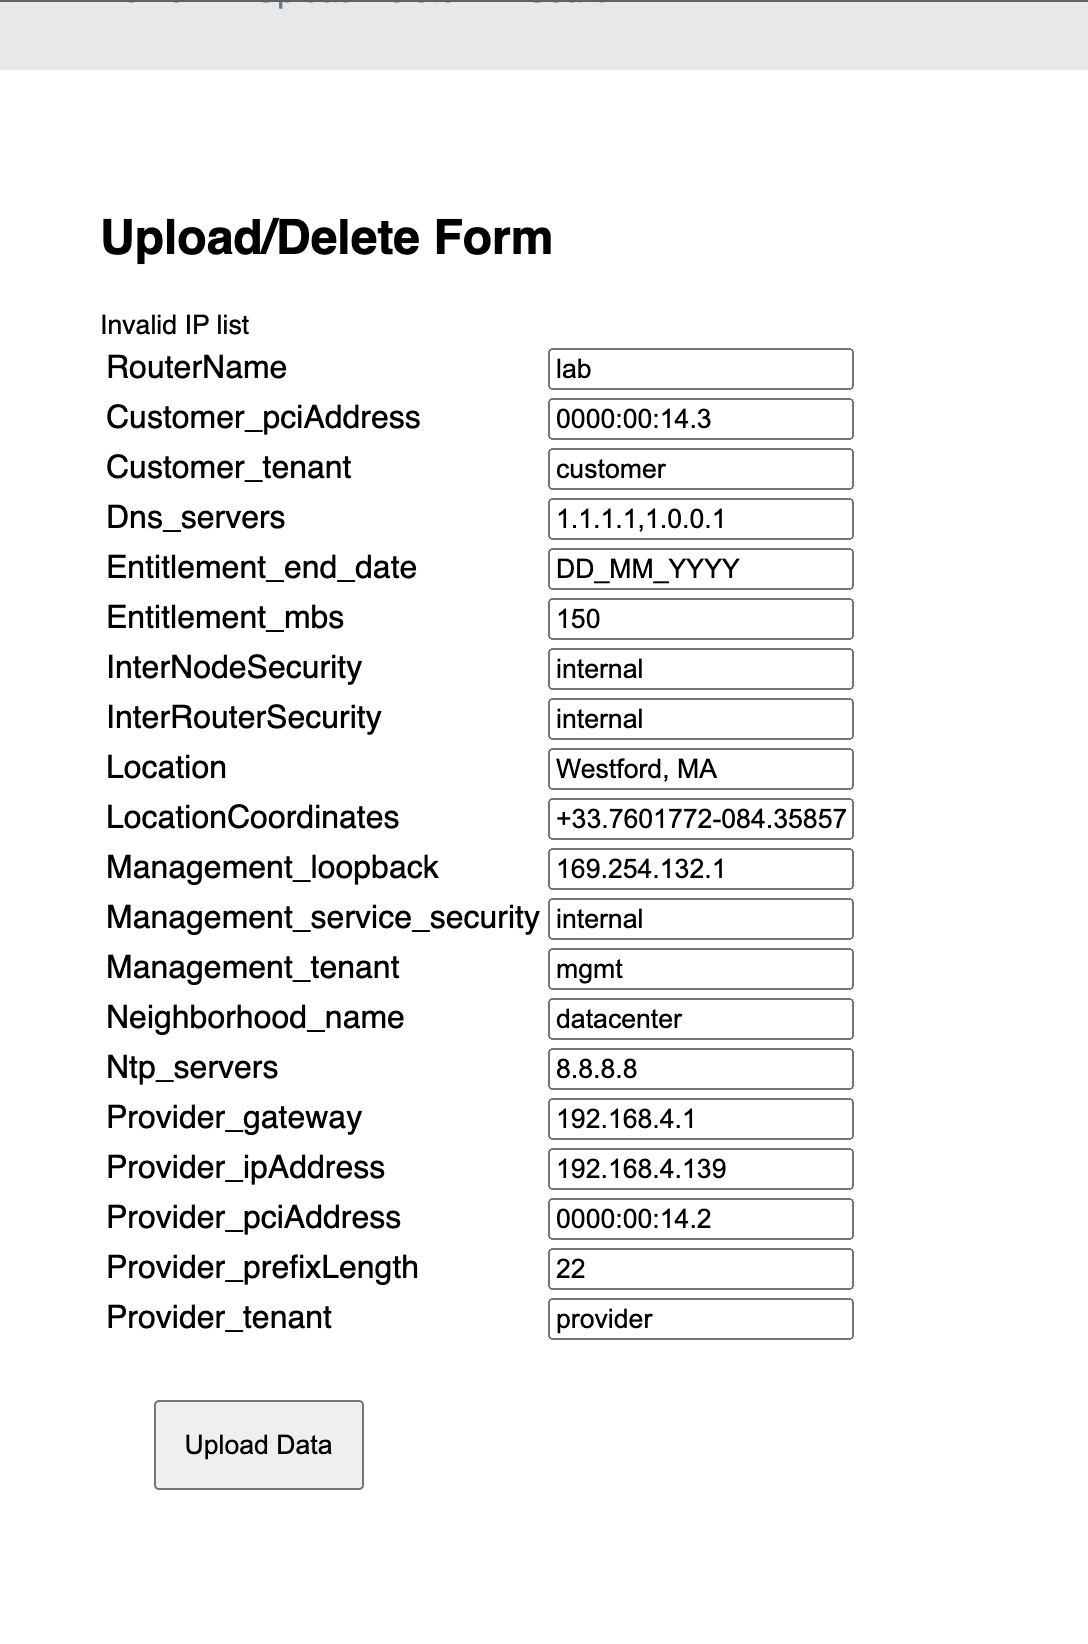 Upload/Delete Form
Invalid IP list
RouterName lab
Customer_pciAddress 0000:00:14.3
Customer_tenant customer
Dns_servers 1.1.1.1,1.0.0.1
Entitlement_end_date DD_MM_YYYY
Entitlement_mbs 150
InterNodeSecurity internal
InterRouterSecurity internal
Location Westford, MA
LocationCoordinates +33.7601772-084.35857
Management_loopback 169.254.132.1
Management_service_security internal
Management_tenant mgmt
Neighborhood_name datacenter
Ntp_servers 8.8.8.8
Provider_gateway 192.168.4.1
Provider_ipAddress 192.168.4.139
Provider_pciAddress 0000:00:14.2
Provider_prefixLength 22
Provider_tenant provider
Upload Data